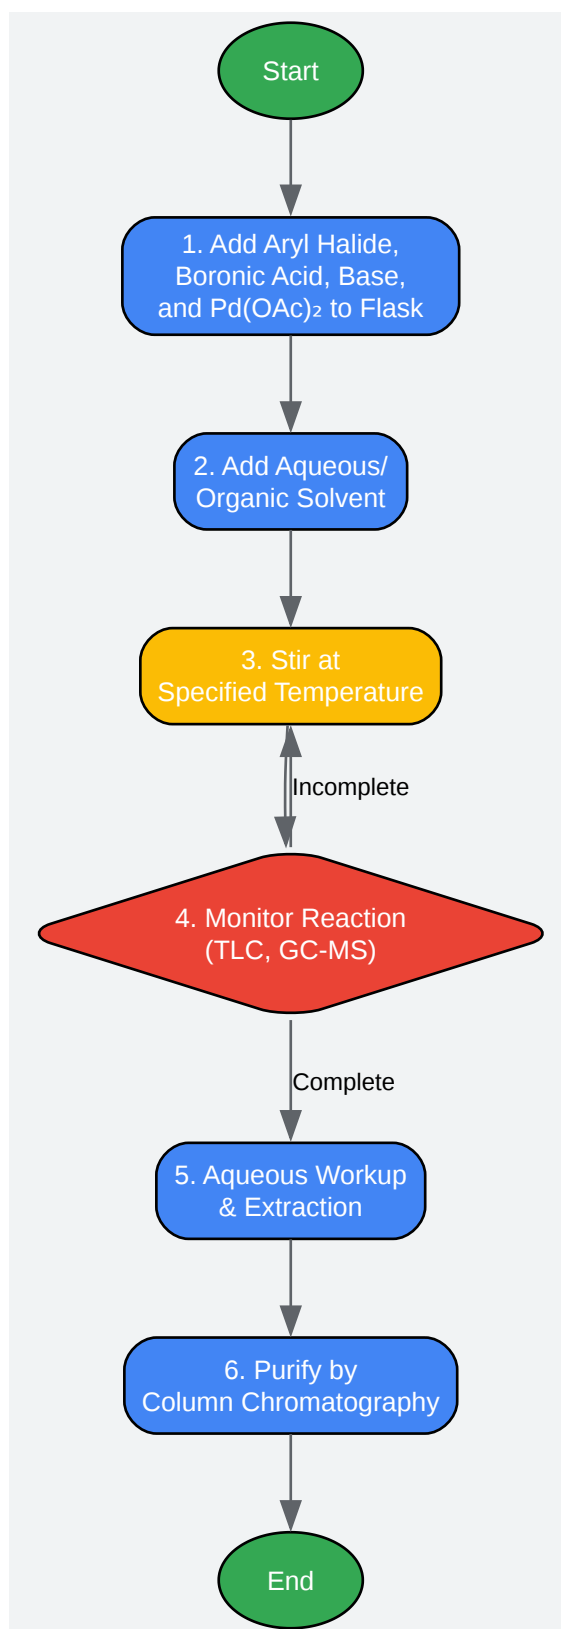 Start
1. Add Aryl Halide,
Boronic Acid, Base,
and Pd(OAc)₂ to Flask
2. Add Aqueous/
Organic Solvent
3. Stir at
Specified Temperature
Incomplete
4. Monitor Reaction
(TLC, GC-MS)
Complete
5. Aqueous Workup
& Extraction
6. Purify by
Column Chromatography
End